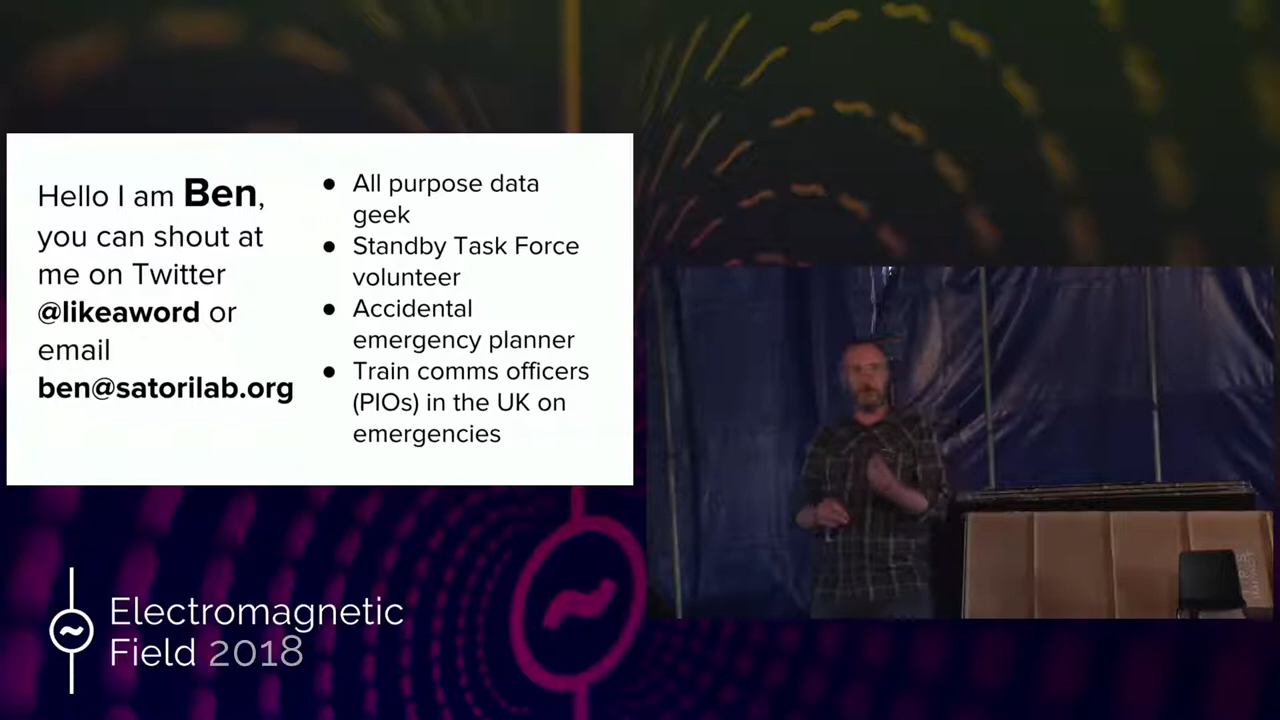 Hello I am Ben,
you can shout at
me on Twitter
@likeaword or
email
ben@satorilab.org
● All purpose data
geek
● Standby Task Force
volunteer
● Accidental
emergency planner
● Train comms officers
(PIOs) in the UK on
emergencies
Electromagnetic
Field 2018